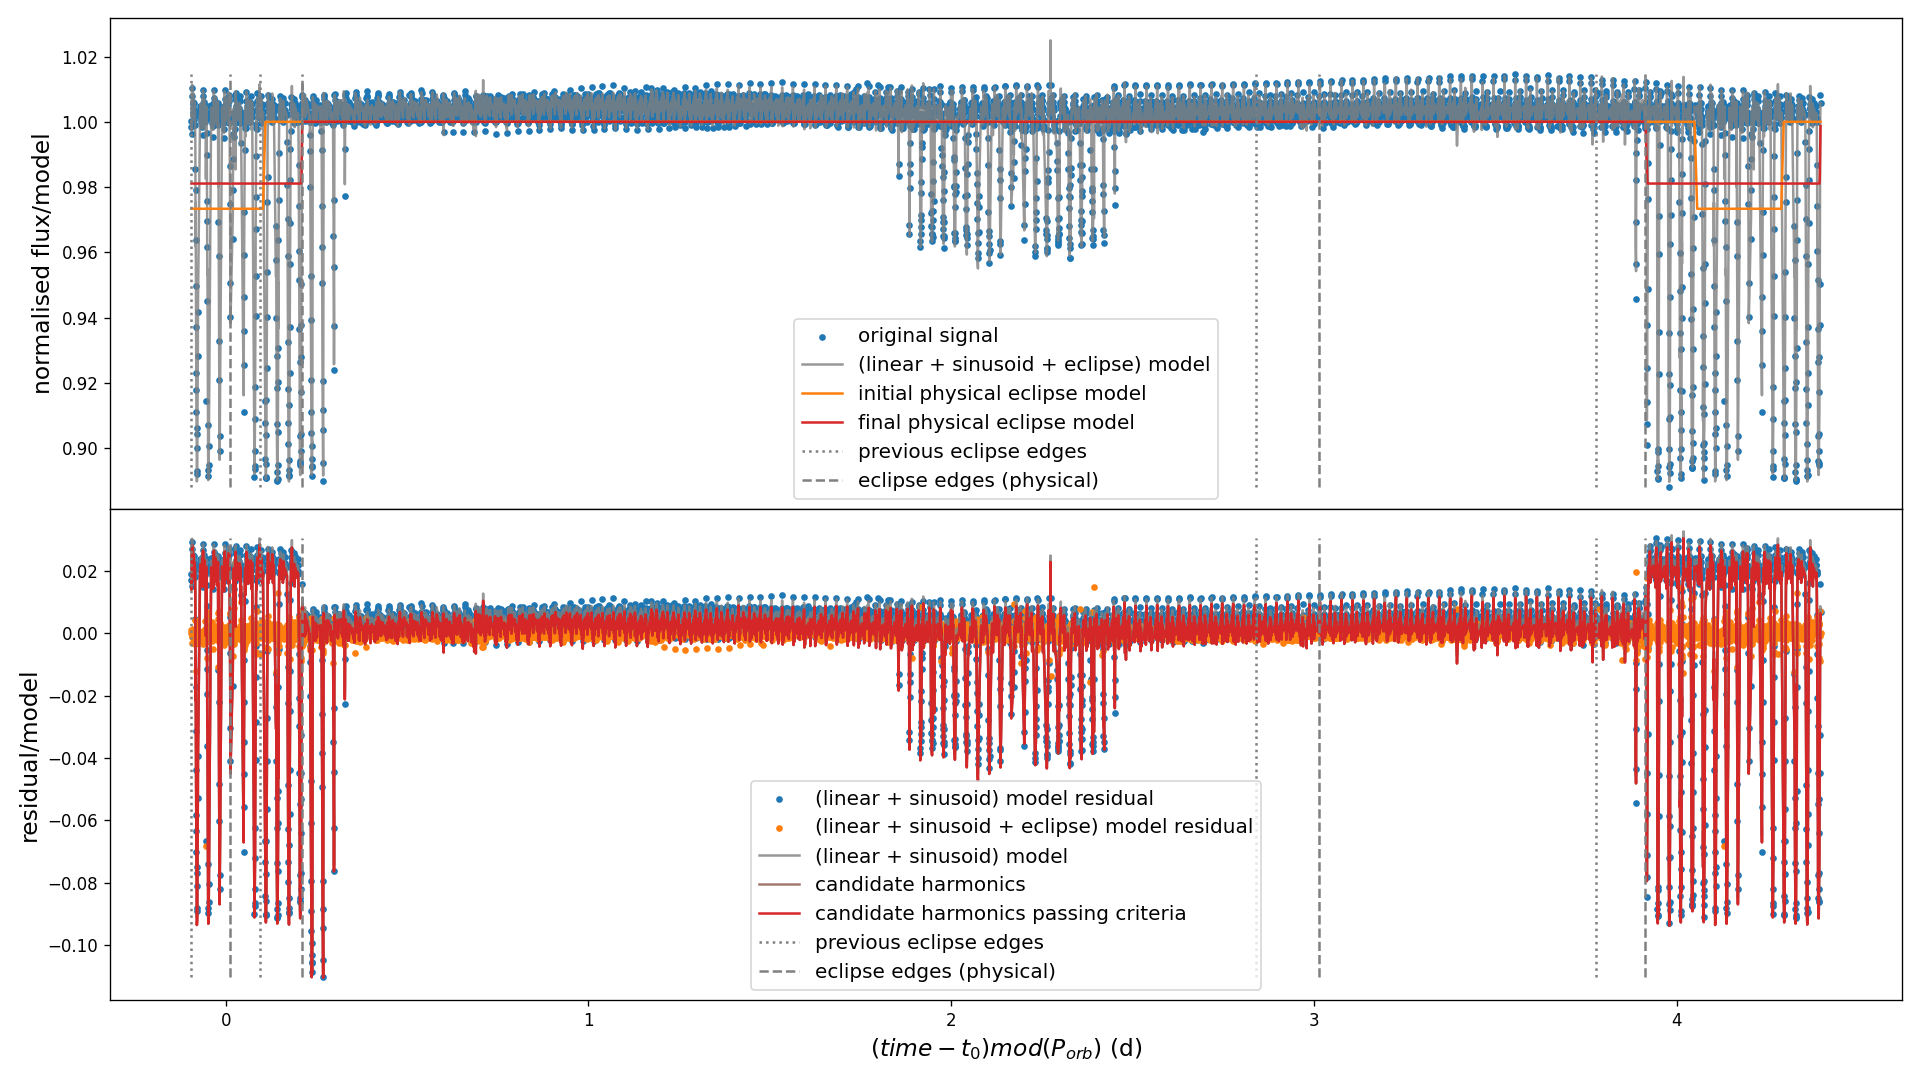 normalised flux/model
1.02
1.00
0.98
0.96
0.94
0.92
0.90
original signal
(linear + sinusoid + eclipse) model
initial physical eclipse model
final physical eclipse model
previous eclipse edges
eclipse edges (physical)
residual/model
0.02
0.00
−0.02
−0.04
−0.06
−0.08
−0.10
(linear + sinusoid) model residual
(linear + sinusoid + eclipse) model residual
(linear + sinusoid) model
candidate harmonics
candidate harmonics passing criteria
previous eclipse edges
eclipse edges (physical)
0 1 2 3 4
(time − t₀)mod(Pₒᵣb) (d)